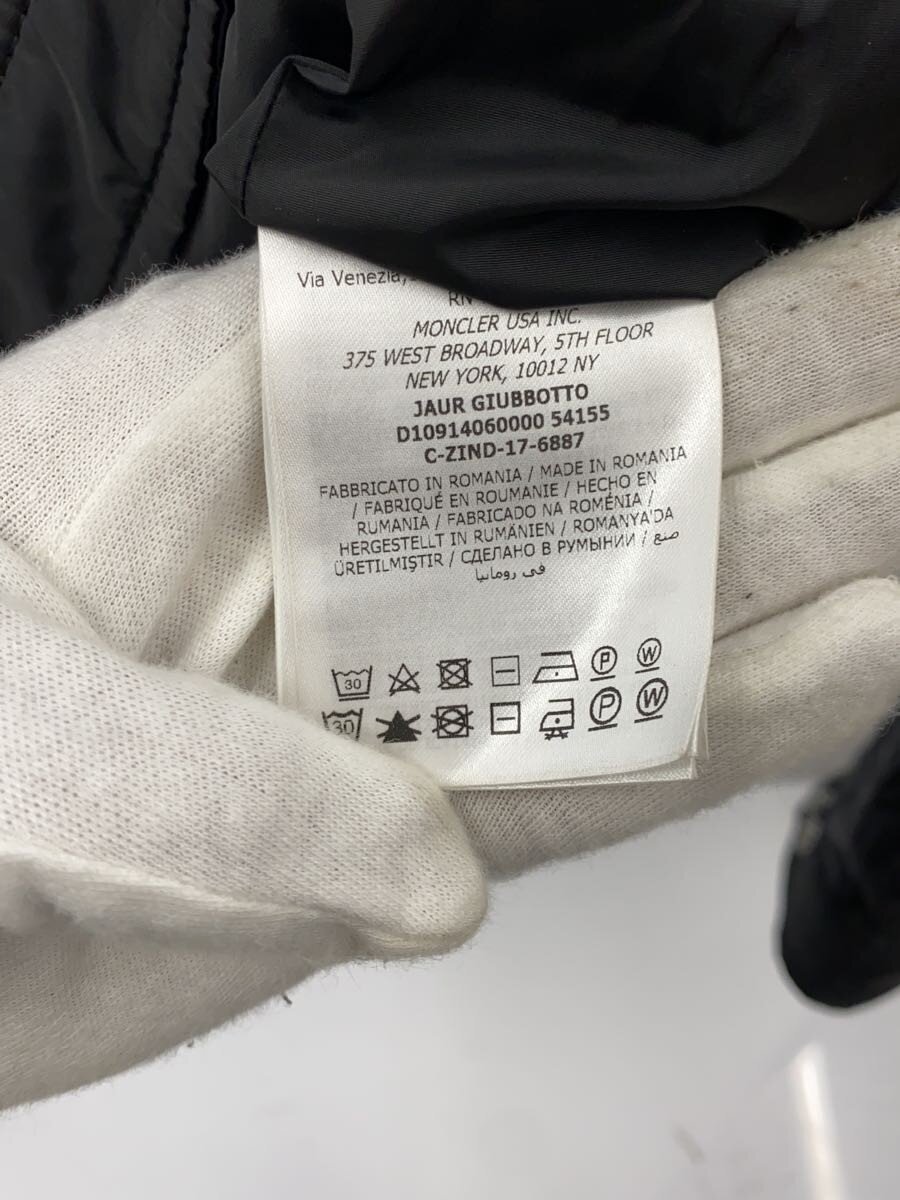 Via Venezia,
MONCLER USA INC.
375 WEST BROADWAY, 5TH FLOOR
NEW YORK, 10012 NY
JAUR GIUBBOTTO
D10914060000 54155
C-ZIND-17-6887
FABBRICATO IN ROMANIA / MADE IN ROMANIA
/ FABRIQUÉ EN ROUMANIE / HECHO EN
RUMANIA / FABRICADO NA ROMÉNIA /
HERGESTELLT IN RUMÄNIEN / ROMANYA'DA
ÜRETILMIŞTIR / СДЕЛАНО В РУМЫНИИ / صنع
في رومانيا
30 P W
30 P W